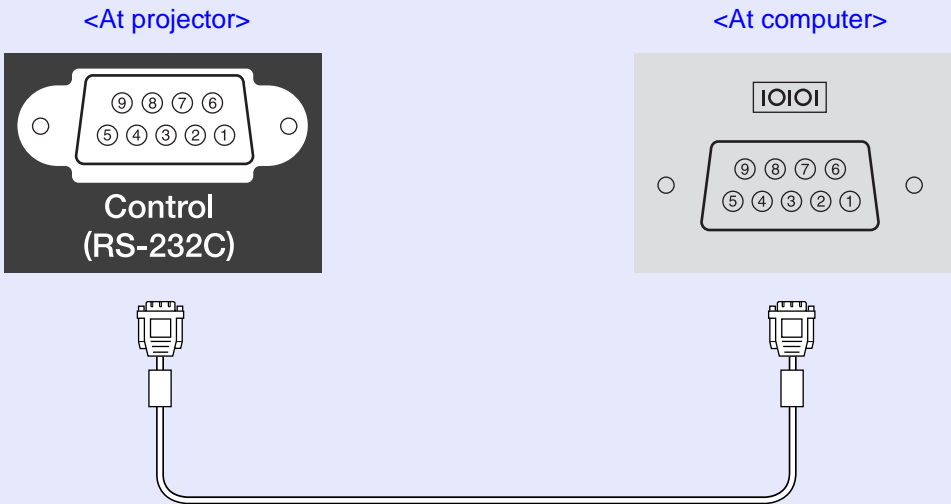 <At projector>
<At computer>
⑨ ⑧ ⑦ ⑥
⑤ ④ ③ ② ①
Control
(RS-232C)
IOIOI
⑨ ⑧ ⑦ ⑥
⑤ ④ ③ ② ①